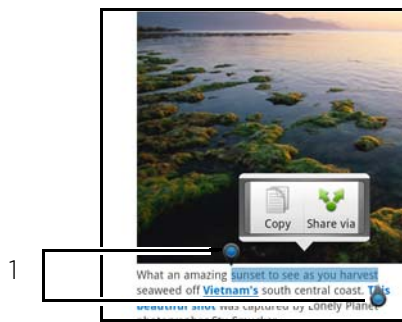 Copy Share via
1
What an amazing sunset to see as you harvest
seaweed off Vietnam's south central coast. This
beautiful shot was captured by Lonely Planet
photographer